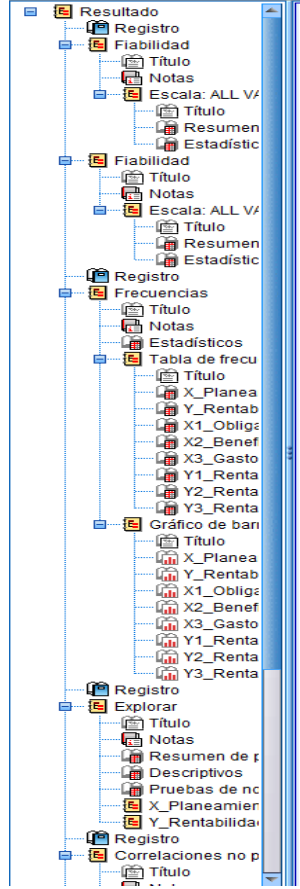 Resultado
Registro
Fiabilidad
Título
Notas
Escala: ALL VA
Título
Resumen
Estadístic
Fiabilidad
Título
Notas
Escala: ALL VA
Título
Resumen
Estadístic
Registro
Frecuencias
Título
Notas
Estadísticos
Tabla de frecu
Título
X_Planea
Y_Rentab
X1_Obliga
X2_Benef
X3_Gasto
Y1_Renta
Y2_Renta
Y3_Renta
Gráfico de barr
Título
X_Planea
Y_Rentab
X1_Obliga
X2_Benef
X3_Gasto
Y1_Renta
Y2_Renta
Y3_Renta
Registro
Explorar
Título
Notas
Resumen de p
Descriptivos
Pruebas de no
X_Planeamien
Y_Rentabilida
Registro
Correlaciones no p
Título